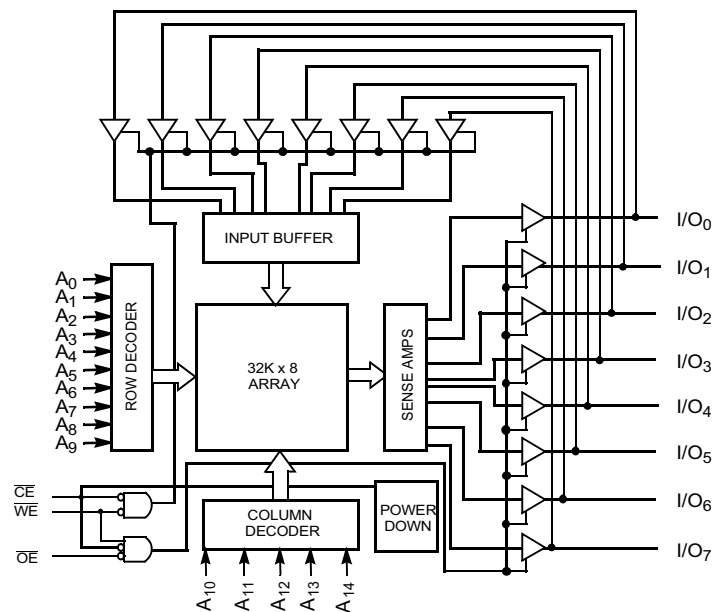 INPUT BUFFER
I/O0
I/O1
I/O2
I/O3
I/O4
I/O5
I/O6
I/O7
A0
A1
A2
A3
A4
A5
A6
A7
A8
A9
ROW DECODER
32K x 8
ARRAY
SENSE AMPS
CE
WE
OE
COLUMN
DECODER
POWER
DOWN
A10
A11
A12
A13
A14